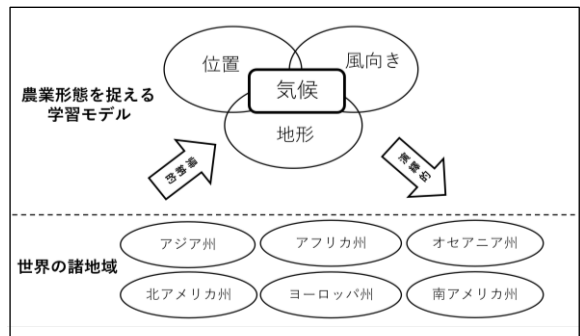 位置
風向き
気候
地形
農業形態を捉える
学習モデル
帰納的
演繹的
世界の諸地域
アジア州
アフリカ州
オセアニア州
北アメリカ州
ヨーロッパ州
南アメリカ州